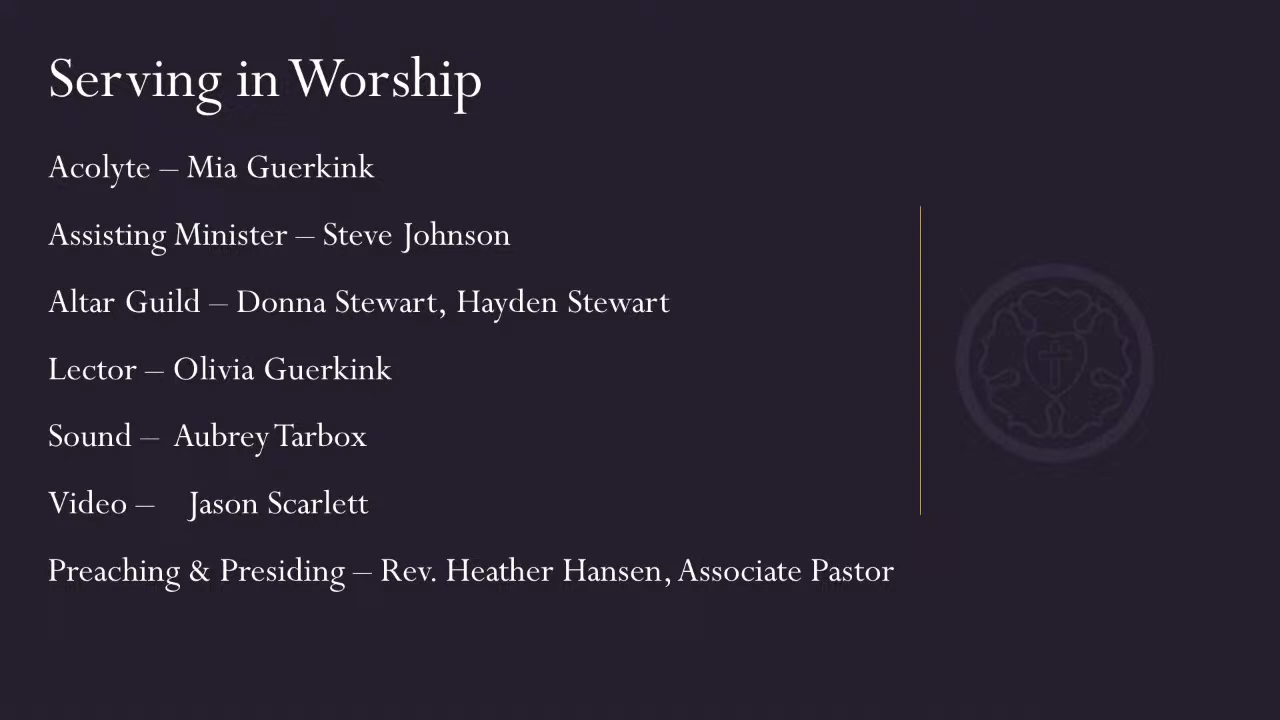 Serving in Worship
Acolyte – Mia Guerkink
Assisting Minister – Steve Johnson
Altar Guild – Donna Stewart, Hayden Stewart
Lector – Olivia Guerkink
Sound – Aubrey Tarbox
Video – Jason Scarlett
Preaching & Presiding – Rev. Heather Hansen, Associate Pastor